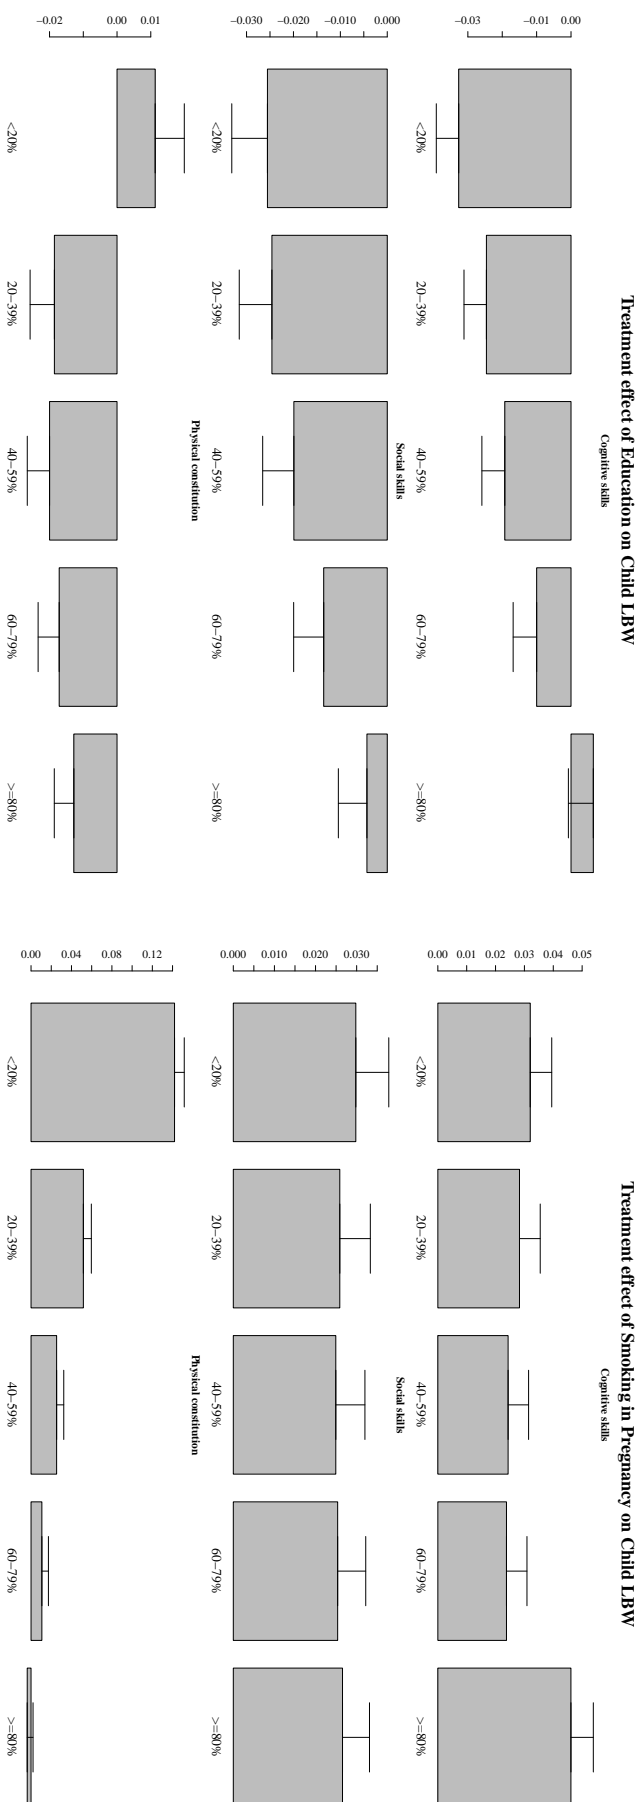 Treatment effect of Education on Child LBW
Cognitive skills
−0.03 −0.01 0.00
<20% 20−39% 40−59% 60−79% >=80%
Social skills
−0.030 −0.020 −0.010 0.000
<20% 20−39% 40−59% 60−79% >=80%
Physical constitution
−0.02 0.00 0.01
<20% 20−39% 40−59% 60−79% >=80%
Treatment effect of Smoking in Pregnancy on Child LBW
Cognitive skills
0.00 0.01 0.02 0.03 0.04 0.05
<20% 20−39% 40−59% 60−79% >=80%
Social skills
0.000 0.010 0.020 0.030
<20% 20−39% 40−59% 60−79% >=80%
Physical constitution
0.00 0.04 0.08 0.12
<20% 20−39% 40−59% 60−79% >=80%